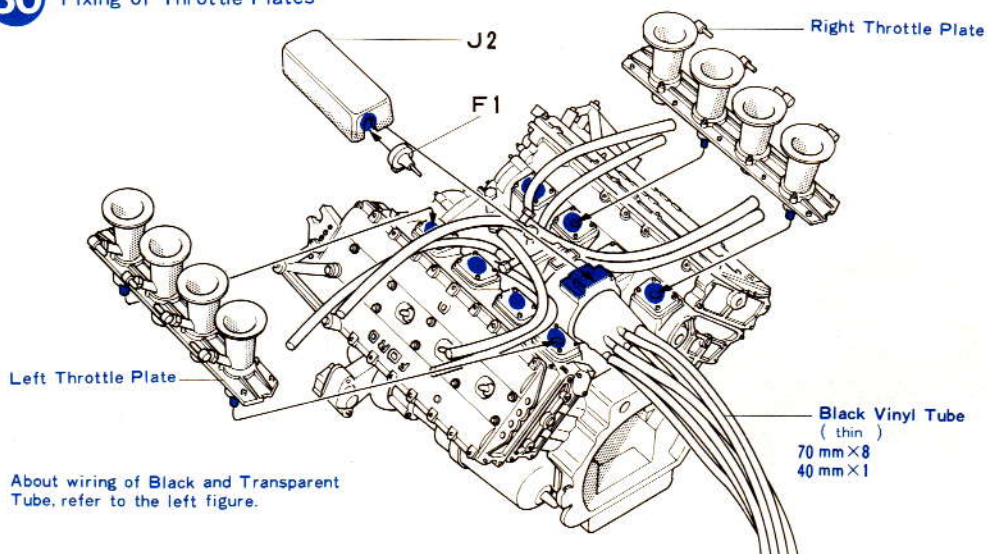 30 Fixing of Throttle Plates
J2
F1
Right Throttle Plate
Left Throttle Plate
Black Vinyl Tube
( thin )
70 mm×8
40 mm×1
About wiring of Black and Transparent
Tube, refer to the left figure.